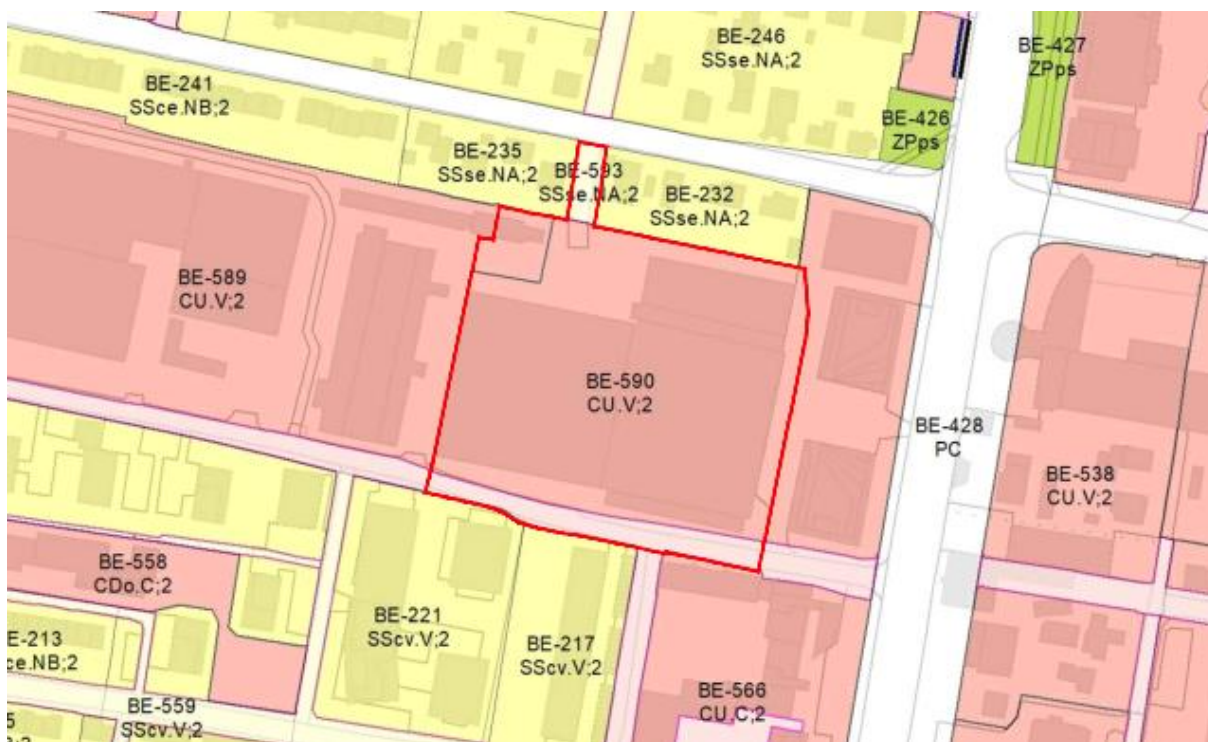 BE-246
SSse.NA;2
BE-427
ZPps
BE-241
SSce.NB;2
BE-426
ZPps
BE-235
SSse.NA;2
BE-593
SSse.NA;2
BE-232
SSse.NA;2
BE-589
CU.V;2
BE-590
CU.V;2
BE-428
PC
BE-538
CU.V;2
BE-558
CDo.C;2
BE-221
SScv.V;2
BE-217
SScv.V;2
E-213
ce.NB;2
BE-566
CU.C;2
BE-559
SScv.V;2